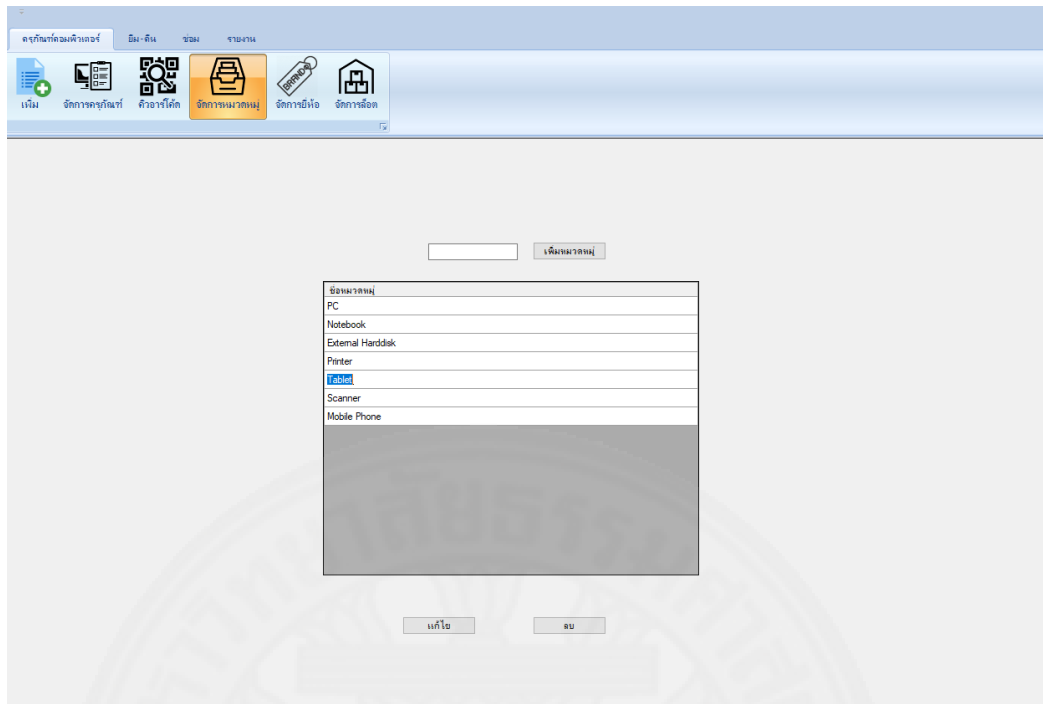 ครุภัณฑ์คอมพิวเตอร์ ยืม-คืน ซ่อม รายงาน
เพิ่ม จัดการครุภัณฑ์ คิวอาร์โค้ด จัดการหมวดหมู่ จัดการยี่ห้อ จัดการล็อต
BRAND
เพิ่มหมวดหมู่
ชื่อหมวดหมู่
PC
Notebook
External Harddisk
Printer
Tablet
Scanner
Mobile Phone
แก้ไข ลบ